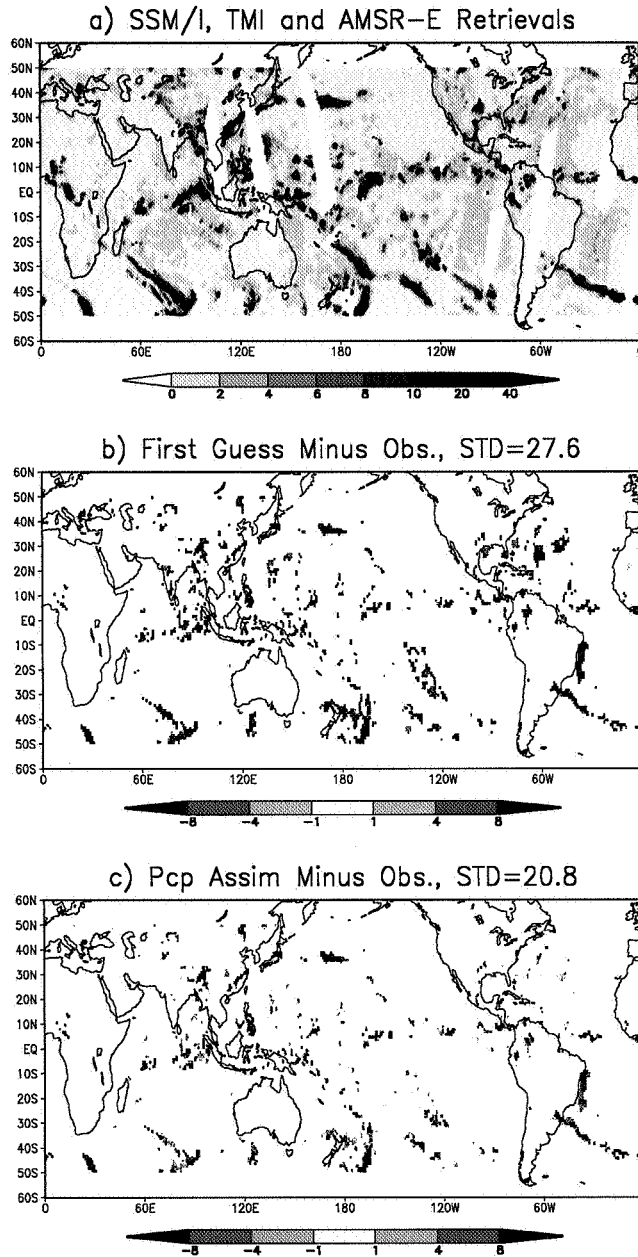 a) SSM/I, TMI and AMSR-E Retrievals
60N
50N
40N
30N
20N
10N
EQ
10S
20S
30S
40S
50S
60S
0 60E 120E 180 120W 60W
0 2 4 6 8 10 20 40
b) First Guess Minus Obs., STD=27.6
60N
50N
40N
30N
20N
10N
EQ
10S
20S
30S
40S
50S
60S
0 60E 120E 180 120W 60W
-8 -4 -1 1 4 8
c) Pcp Assim Minus Obs., STD=20.8
60N
50N
40N
30N
20N
10N
EQ
10S
20S
30S
40S
50S
60S
0 60E 120E 180 120W 60W
-8 -4 -1 1 4 8